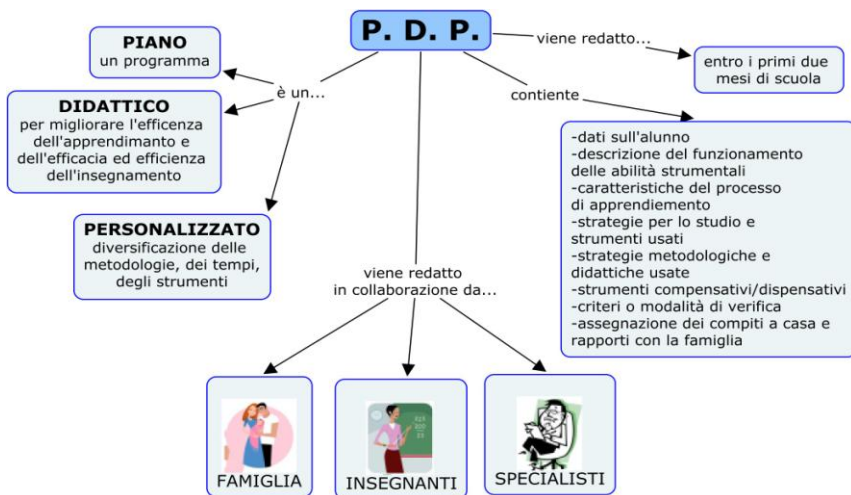 P. D. P.
viene redatto...
entro i primi due
mesi di scuola
PIANO
un programma
è un...
DIDATTICO
per migliorare l'efficenza
dell'apprendimanto e
dell'efficacia ed efficienza
dell'insegnamento
PERSONALIZZATO
diversificazione delle
metodologie, dei tempi,
degli strumenti
contiente
-dati sull'alunno
-descrizione del funzionamento
delle abilità strumentali
-caratteristiche del processo
di apprendiemento
-strategie per lo studio e
strumenti usati
-strategie metodologiche e
didattiche usate
-strumenti compensativi/dispensativi
-criteri o modalità di verifica
-assegnazione dei compiti a casa e
rapporti con la famiglia
viene redatto
in collaborazione da...
FAMIGLIA
INSEGNANTI
SPECIALISTI